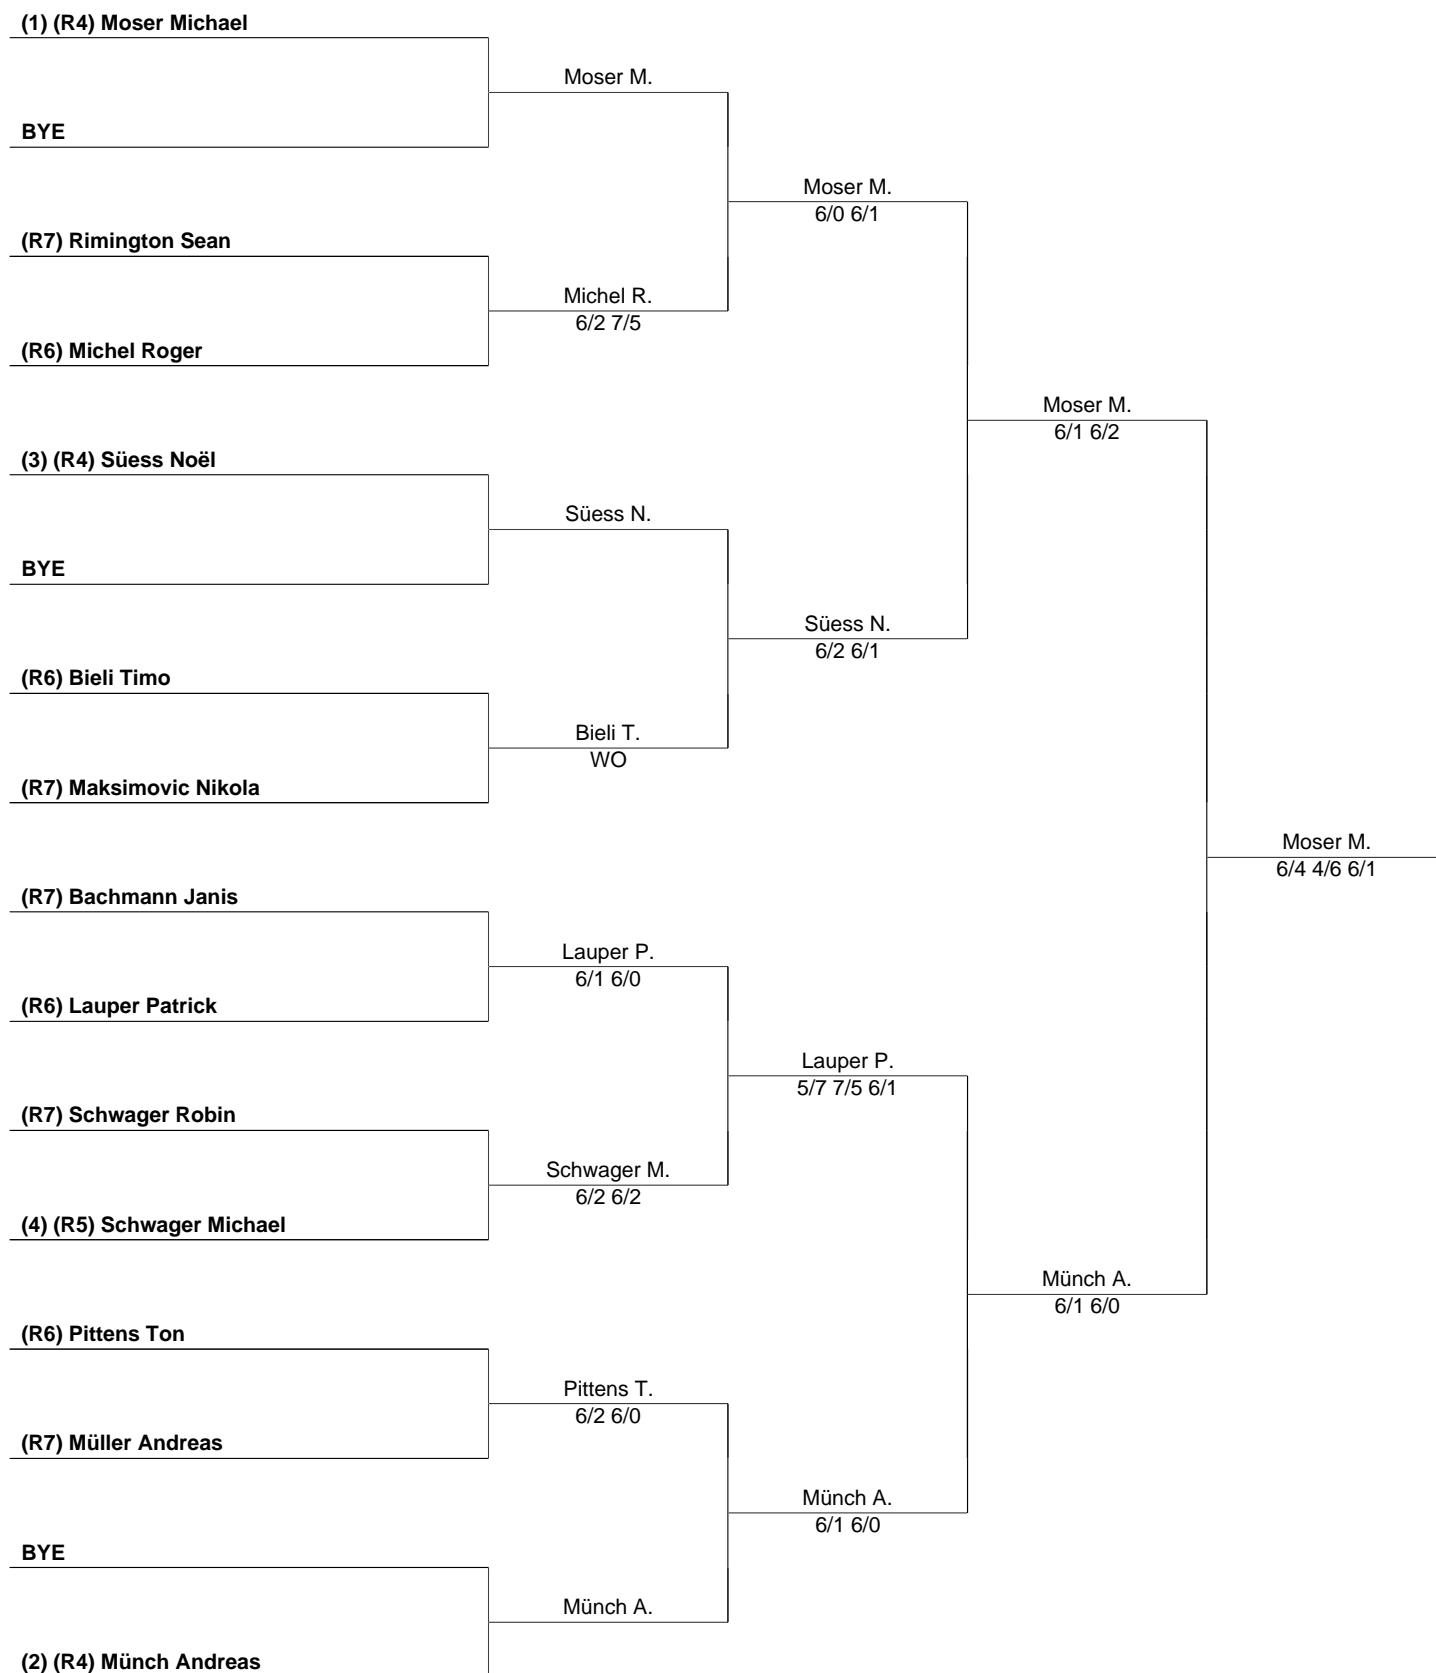 (1) (R4) Moser Michael
Moser M.
BYE
Moser M.
6/0 6/1
(R7) Rimington Sean
Michel R.
6/2 7/5
(R6) Michel Roger
Moser M.
6/1 6/2
(3) (R4) Süess Noël
Süess N.
BYE
Süess N.
6/2 6/1
(R6) Bieli Timo
Bieli T.
WO
(R7) Maksimovic Nikola
Moser M.
6/4 4/6 6/1
(R7) Bachmann Janis
Lauper P.
6/1 6/0
(R6) Lauper Patrick
Lauper P.
5/7 7/5 6/1
(R7) Schwager Robin
Schwager M.
6/2 6/2
(4) (R5) Schwager Michael
Münch A.
6/1 6/0
(R6) Pittens Ton
Pittens T.
6/2 6/0
(R7) Müller Andreas
Münch A.
6/1 6/0
BYE
Münch A.
(2) (R4) Münch Andreas